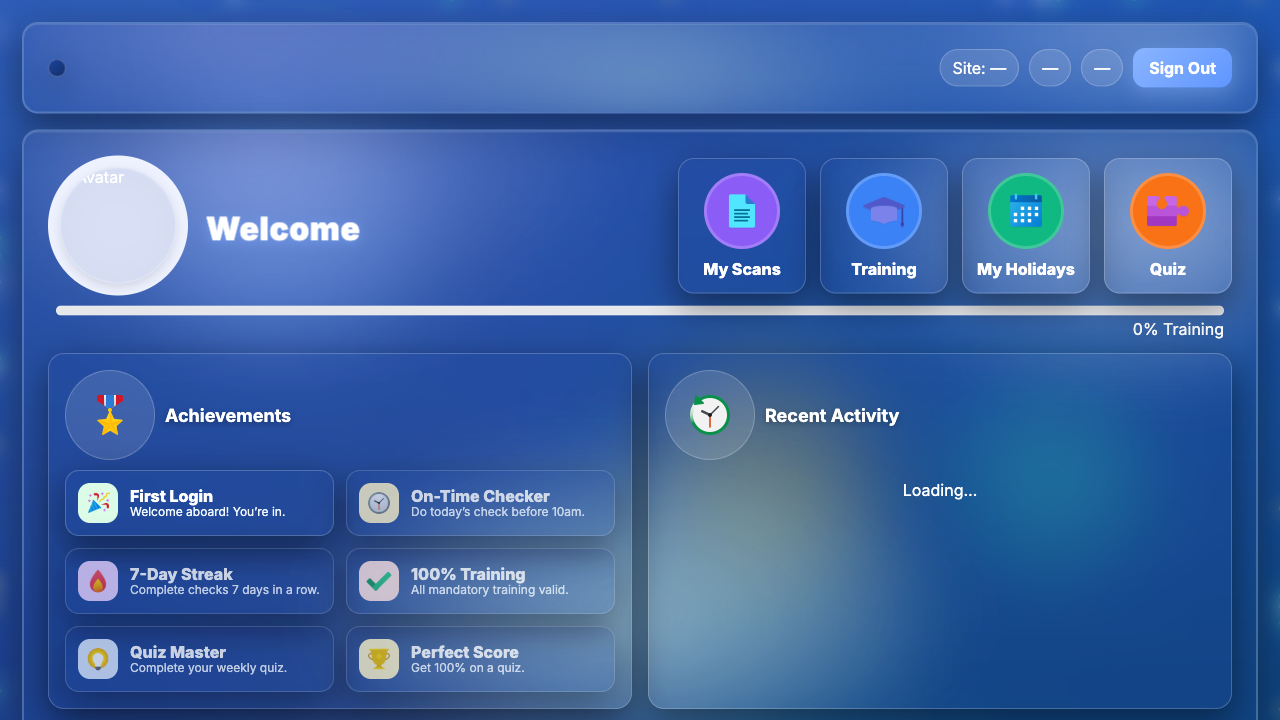 Site: — — — Sign Out
Avatar
Welcome
My Scans
Training
My Holidays
Quiz
0% Training
Achievements
First Login
Welcome aboard! You’re in.
On-Time Checker
Do today’s check before 10am.
7-Day Streak
Complete checks 7 days in a row.
100% Training
All mandatory training valid.
Quiz Master
Complete your weekly quiz.
Perfect Score
Get 100% on a quiz.
Recent Activity
Loading...